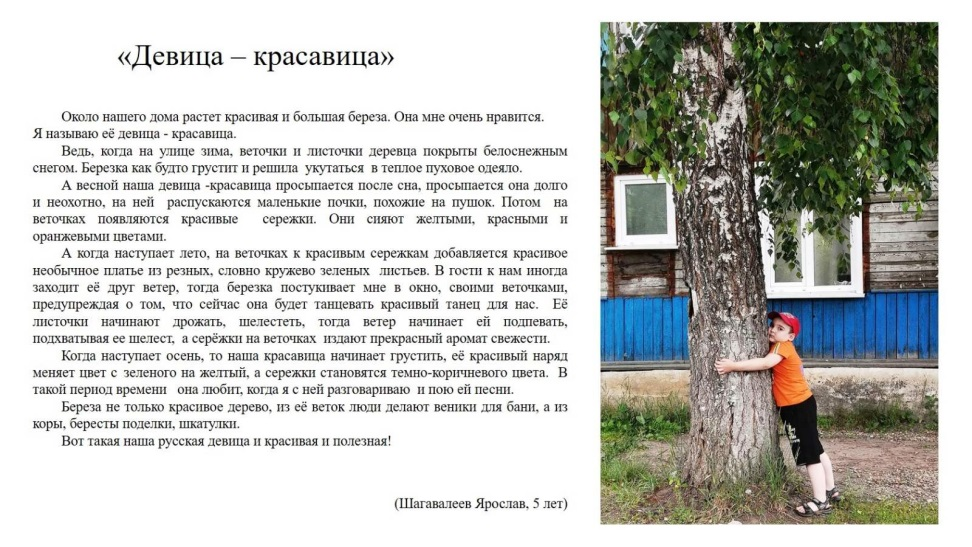 «Девица – красавица»
Около нашего дома растет красивая и большая береза. Она мне очень нравится.
Я называю её девица - красавица.
Ведь, когда на улице зима, веточки и листочки деревца покрыты белоснежным
снегом. Березка как будто грустит и решила укутаться в теплое пуховое одеяло.
А весной наша девица -красавица просыпается после сна, просыпается она долго
и неохотно, на ней распускаются маленькие почки, похожие на пушок. Потом на
веточках появляются красивые сережки. Они сияют желтыми, красными и
оранжевыми цветами.
А когда наступает лето, на веточках к красивым сережкам добавляется красивое
необычное платье из резных, словно кружево зеленых листьев. В гости к нам иногда
заходит её друг ветер, тогда березка постукивает мне в окно, своими веточками,
предупреждая о том, что сейчас она будет танцевать красивый танец для нас. Её
листочки начинают дрожать, шелестеть, тогда ветер начинает ей подпевать,
подхватывая ее шелест, а серёжки на веточках издают прекрасный аромат свежести.
Когда наступает осень, то наша красавица начинает грустить, её красивый наряд
меняет цвет с зеленого на желтый, а сережки становятся темно-коричневого цвета. В
такой период времени она любит, когда я с ней разговариваю и пою ей песни.
Береза не только красивое дерево, из её веток люди делают веники для бани, а из
коры, бересты поделки, шкатулки.
Вот такая наша русская девица и красивая и полезная!
(Шагавалеев Ярослав, 5 лет)